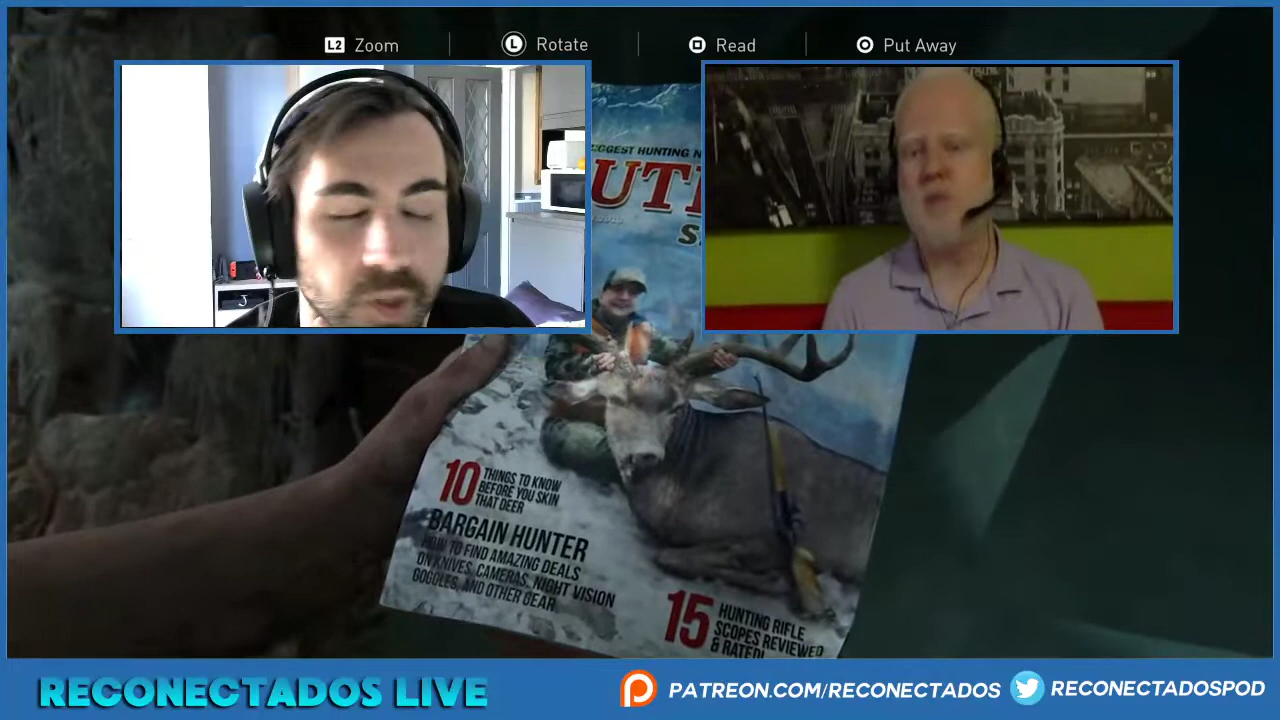 L2 Zoom
L Rotate
Read
Put Away
10 THINGS TO KNOW
BEFORE YOU SKIN
THAT DEER
BARGAIN HUNTER
HOW TO FIND AMAZING DEALS
ON KNIVES, CAMERAS, NIGHT VISION
GOGGLES, AND OTHER GEAR
15 HUNTING RIFLE
SCOPES REVIEWED
& RATED!
RECONECTADOS LIVE
PATREON.COM/RECONECTADOS
RECONECTADOSPOD